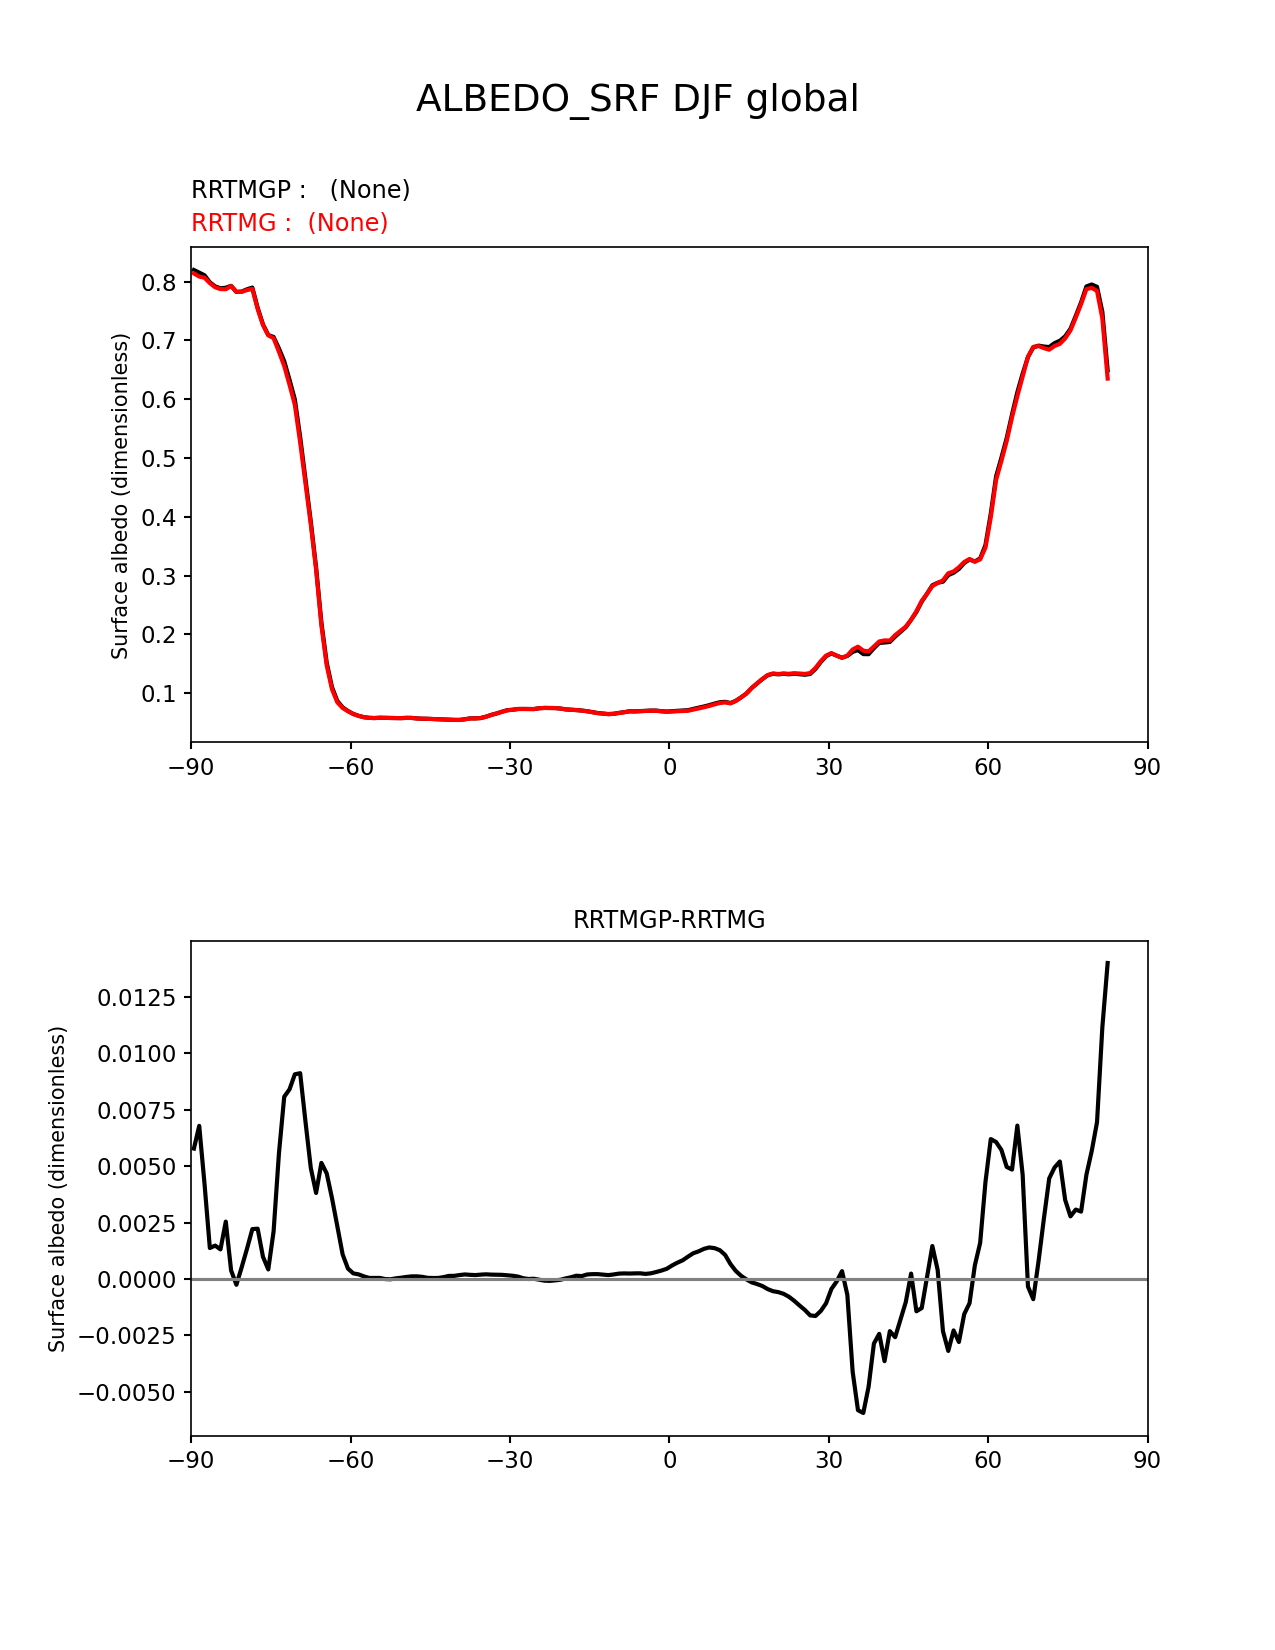 ALBEDO_SRF DJF global
RRTMGP :   (None)
RRTMG :  (None)
Surface albedo (dimensionless)
0.8
0.7
0.6
0.5
0.4
0.3
0.2
0.1
−90 −60 −30 0 30 60 90
RRTMGP-RRTMG
Surface albedo (dimensionless)
0.0125
0.0100
0.0075
0.0050
0.0025
0.0000
−0.0025
−0.0050
−90 −60 −30 0 30 60 90